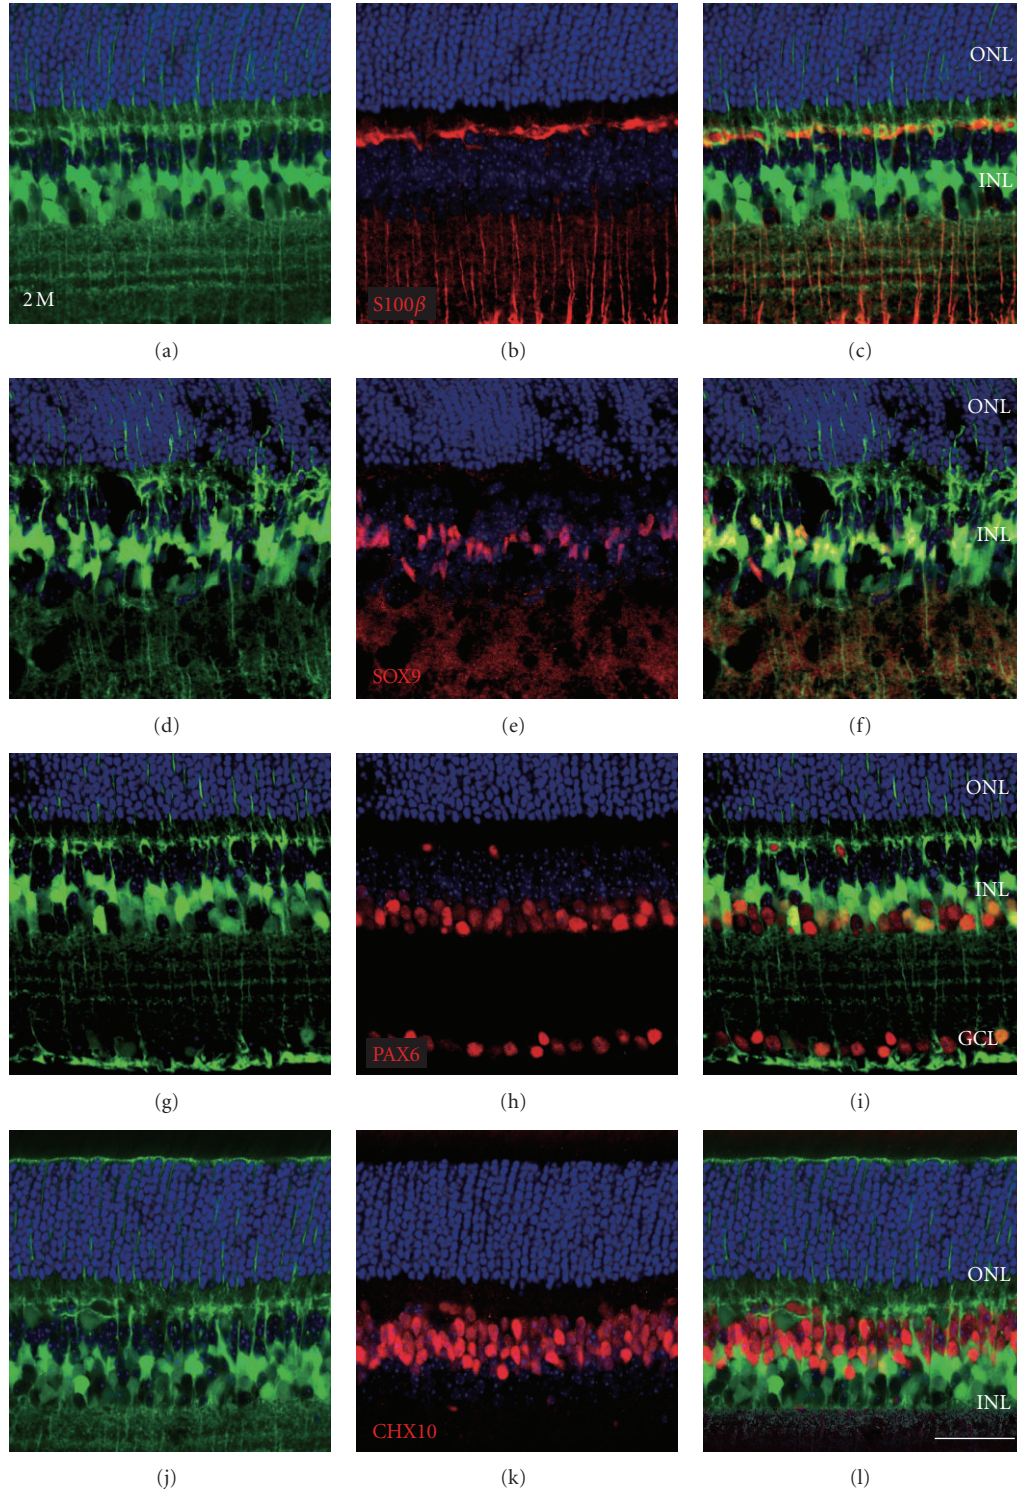 ONL
INL
2 M
S100β
(a)
(b)
(c)
ONL
INL
SOX9
(d)
(e)
(f)
ONL
INL
PAX6
GCL
(g)
(h)
(i)
ONL
CHX10
INL
(j)
(k)
(l)